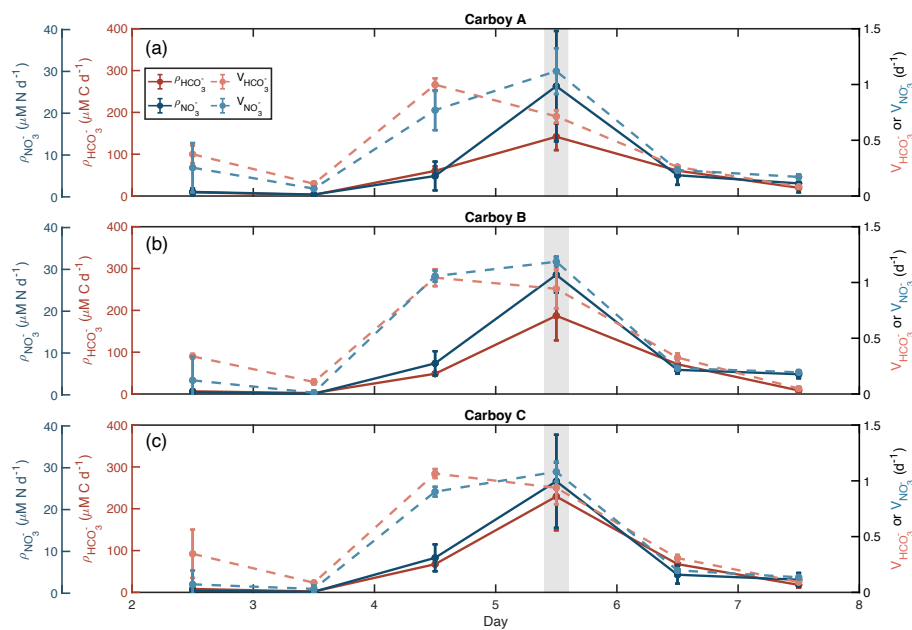 Carboy A
(a)
ρHCO₃⁻ VHCO₃⁻
ρNO₃⁻ VNO₃⁻
40
30
20
10
0
ρNO₃⁻ (μM N d⁻¹)
400
300
200
100
0
ρHCO₃⁻ (μM C d⁻¹)
1.5
1
0.5
0
VHCO₃⁻ or VNO₃⁻ (d⁻¹)
Carboy B
(b)
40
30
20
10
0
ρNO₃⁻ (μM N d⁻¹)
400
300
200
100
0
ρHCO₃⁻ (μM C d⁻¹)
1.5
1
0.5
0
VHCO₃⁻ or VNO₃⁻ (d⁻¹)
Carboy C
(c)
40
30
20
10
0
ρNO₃⁻ (μM N d⁻¹)
400
300
200
100
0
ρHCO₃⁻ (μM C d⁻¹)
1.5
1
0.5
0
VHCO₃⁻ or VNO₃⁻ (d⁻¹)
2 3 4 5 6 7 8
Day